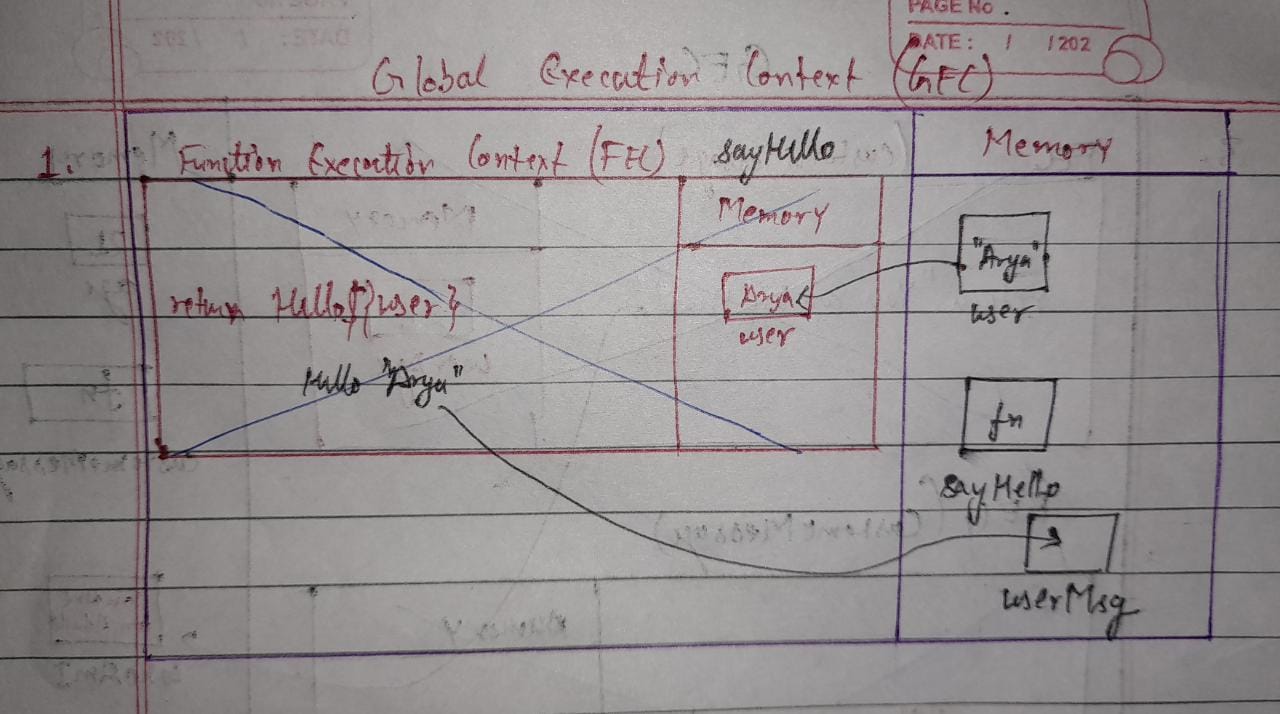 PAGE No.
DATE: / /202
Global Execution Context (GEC)
1. Function Execution Context (FEC) sayHello
Memory
Memory
"Arya"
user
return Hello${user}
Arya
user
Hello "Arya"
fn
sayHello
userMsg